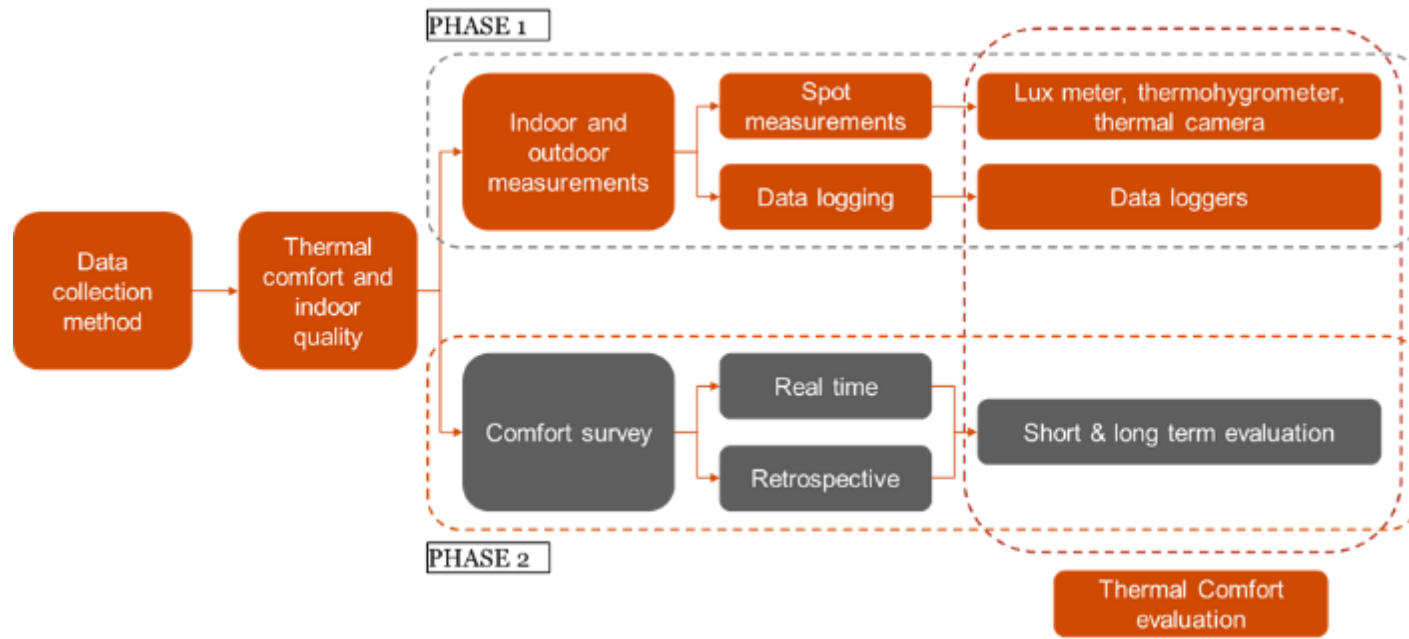 PHASE 1
Data
collection
method
Thermal
comfort and
indoor
quality
Indoor and
outdoor
measurements
Spot
measurements
Lux meter, thermohygrometer,
thermal camera
Data logging
Data loggers
Comfort survey
Real time
Retrospective
Short & long term evaluation
PHASE 2
Thermal Comfort
evaluation